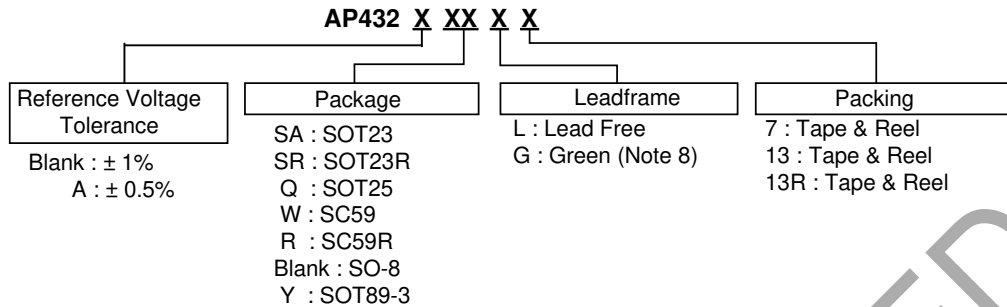 AP432 X XX X X
Reference Voltage
Tolerance
Blank : ± 1%
A : ± 0.5%
Package
SA : SOT23
SR : SOT23R
Q : SOT25
W : SC59
R : SC59R
Blank : SO-8
Y : SOT89-3
Leadframe
L : Lead Free
G : Green (Note 8)
Packing
7 : Tape & Reel
13 : Tape & Reel
13R : Tape & Reel